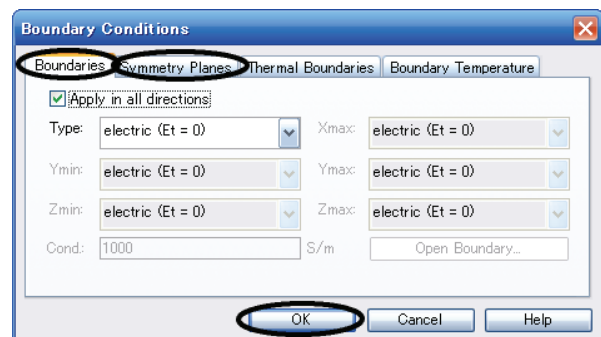 Boundary Conditions
Boundaries Symmetry Planes Thermal Boundaries Boundary Temperature
Apply in all directions
Type: electric (Et = 0) Xmax: electric (Et = 0)
Ymin: electric (Et = 0) Ymax: electric (Et = 0)
Zmin: electric (Et = 0) Zmax: electric (Et = 0)
Cond.: 1000 S/m Open Boundary...
OK Cancel Help